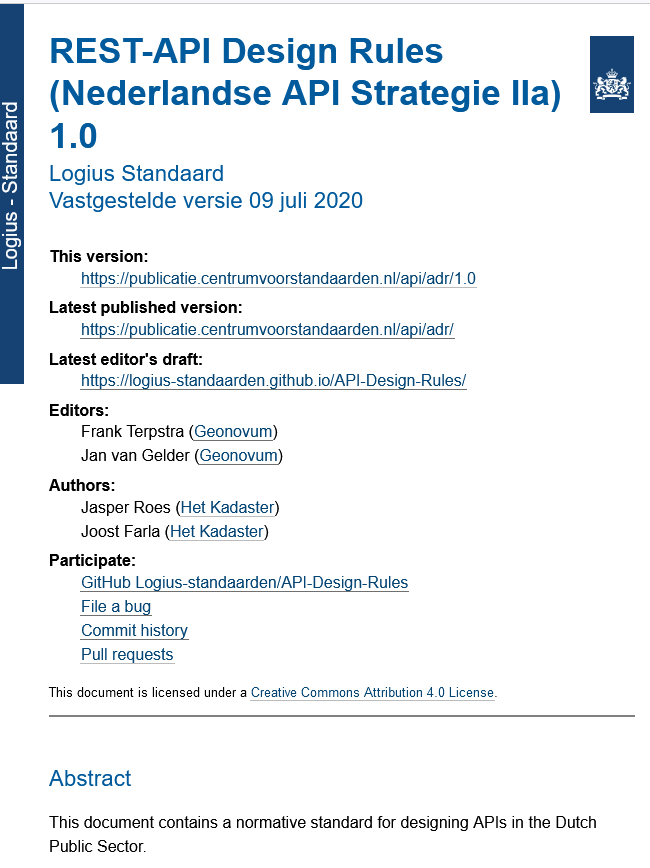 Logius - Standaard
REST-API Design Rules
(Nederlandse API Strategie IIa)
1.0
Logius Standaard
Vastgestelde versie 09 juli 2020
This version:
https://publicatie.centrumvoorstandaarden.nl/api/adr/1.0
Latest published version:
https://publicatie.centrumvoorstandaarden.nl/api/adr/
Latest editor's draft:
https://logius-standaarden.github.io/API-Design-Rules/
Editors:
Frank Terpstra (Geonovum)
Jan van Gelder (Geonovum)
Authors:
Jasper Roes (Het Kadaster)
Joost Farla (Het Kadaster)
Participate:
GitHub Logius-standaarden/API-Design-Rules
File a bug
Commit history
Pull requests
This document is licensed under a Creative Commons Attribution 4.0 License.
Abstract
This document contains a normative standard for designing APIs in the Dutch
Public Sector.